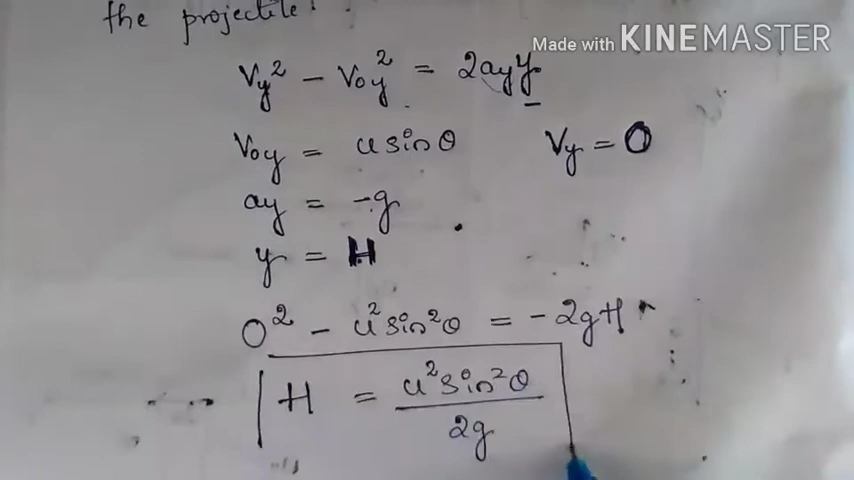 the projectile!
Made with KINEMASTER
Vy² - Voy² = 2ayy
Voy = u sinθ    Vy = 0
ay = -g
y = H
0² - u²sin²θ = -2gH
H = u²sin²θ / 2g